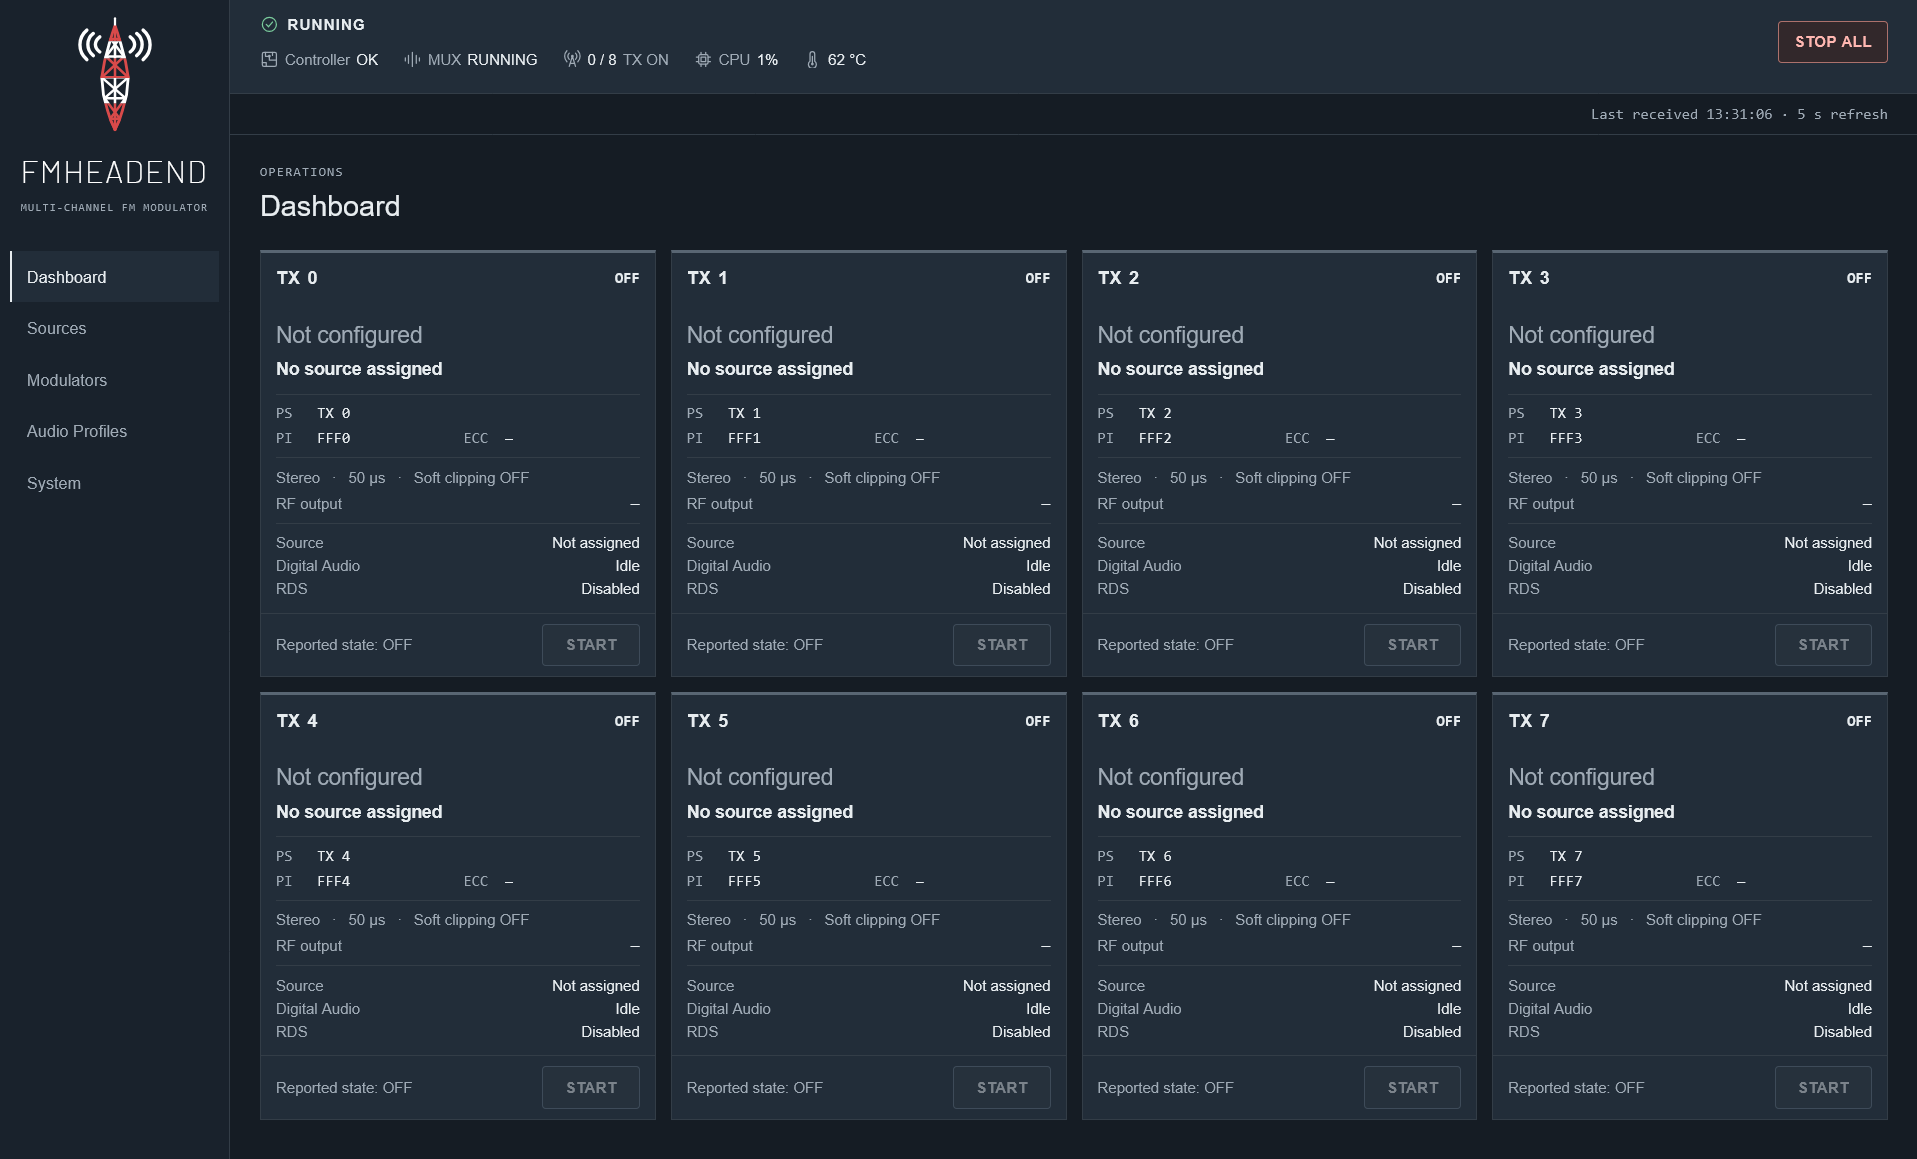 FMHEADEND
MULTI-CHANNEL FM MODULATOR
Dashboard
Sources
Modulators
Audio Profiles
System
RUNNING
Controller OK MUX RUNNING 0 / 8 TX ON CPU 1% 62 °C
STOP ALL
Last received 13:31:06 · 5 s refresh
OPERATIONS
Dashboard
TX 0 OFF
Not configured
No source assigned
PS TX 0
PI FFF0 ECC —
Stereo · 50 µs · Soft clipping OFF
RF output —
Source Not assigned
Digital Audio Idle
RDS Disabled
Reported state: OFF START
TX 1 OFF
Not configured
No source assigned
PS TX 1
PI FFF1 ECC —
Stereo · 50 µs · Soft clipping OFF
RF output —
Source Not assigned
Digital Audio Idle
RDS Disabled
Reported state: OFF START
TX 2 OFF
Not configured
No source assigned
PS TX 2
PI FFF2 ECC —
Stereo · 50 µs · Soft clipping OFF
RF output —
Source Not assigned
Digital Audio Idle
RDS Disabled
Reported state: OFF START
TX 3 OFF
Not configured
No source assigned
PS TX 3
PI FFF3 ECC —
Stereo · 50 µs · Soft clipping OFF
RF output —
Source Not assigned
Digital Audio Idle
RDS Disabled
Reported state: OFF START
TX 4 OFF
Not configured
No source assigned
PS TX 4
PI FFF4 ECC —
Stereo · 50 µs · Soft clipping OFF
RF output —
Source Not assigned
Digital Audio Idle
RDS Disabled
Reported state: OFF START
TX 5 OFF
Not configured
No source assigned
PS TX 5
PI FFF5 ECC —
Stereo · 50 µs · Soft clipping OFF
RF output —
Source Not assigned
Digital Audio Idle
RDS Disabled
Reported state: OFF START
TX 6 OFF
Not configured
No source assigned
PS TX 6
PI FFF6 ECC —
Stereo · 50 µs · Soft clipping OFF
RF output —
Source Not assigned
Digital Audio Idle
RDS Disabled
Reported state: OFF START
TX 7 OFF
Not configured
No source assigned
PS TX 7
PI FFF7 ECC —
Stereo · 50 µs · Soft clipping OFF
RF output —
Source Not assigned
Digital Audio Idle
RDS Disabled
Reported state: OFF START